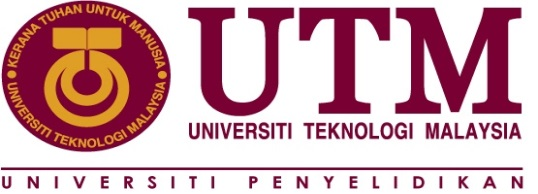 KERANA TUHAN UNTUK MANUSIA
UNIVERSITI TEKNOLOGI MALAYSIA
UTM
UNIVERSITI TEKNOLOGI MALAYSIA
UNIVERSITI PENYELIDIKAN